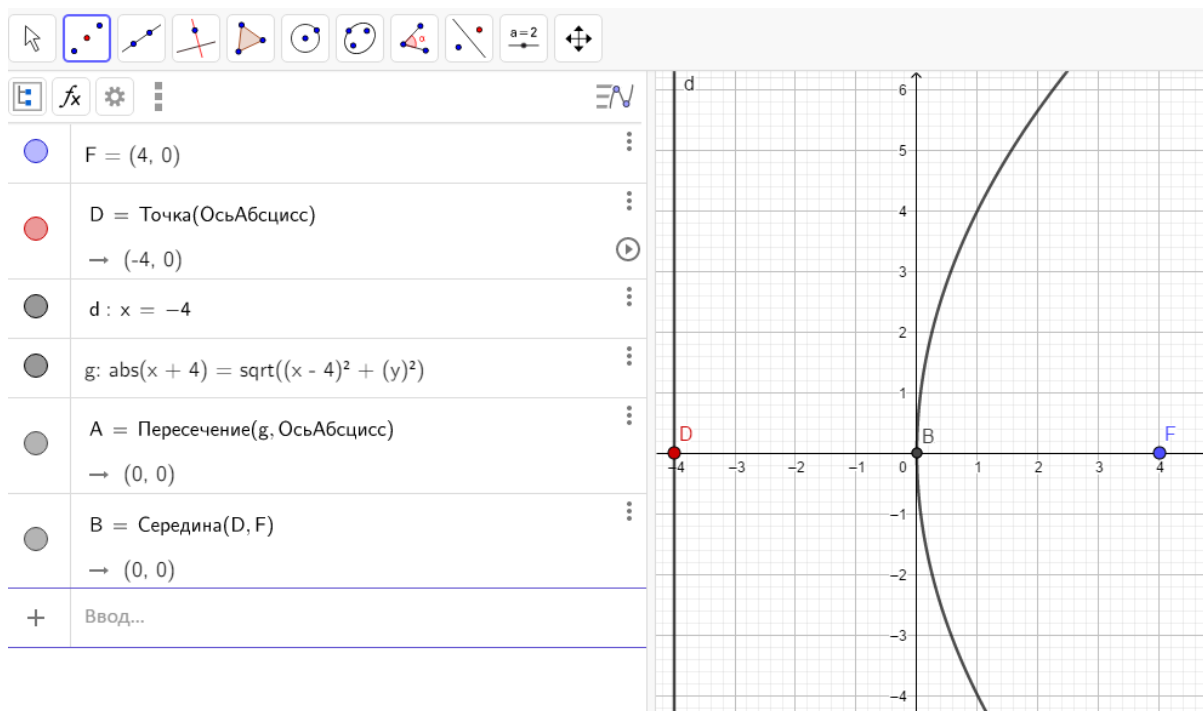 a=2
α
fx
F = (4, 0)
D = Точка(ОсьАбсцисс)
→ (-4, 0)
d : x = −4
g: abs(x + 4) = sqrt((x - 4)² + (y)²)
A = Пересечение(g, ОсьАбсцисс)
→ (0, 0)
B = Середина(D, F)
→ (0, 0)
+ Ввод...
d
6
5
4
3
2
1
D
B
F
−4
−3
−2
−1
0
1
2
3
4
−1
−2
−3
−4